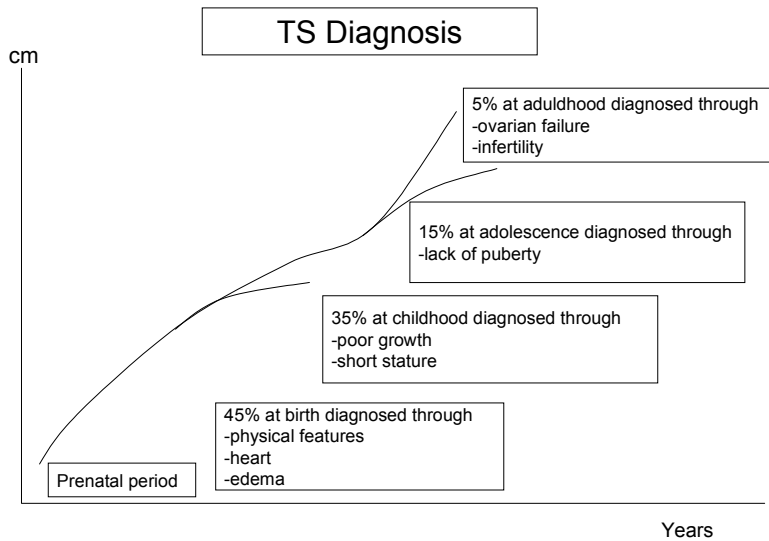 TS Diagnosis
cm
5% at aduldhood diagnosed through
-ovarian failure
-infertility
15% at adolescence diagnosed through
-lack of puberty
35% at childhood diagnosed through
-poor growth
-short stature
45% at birth diagnosed through
-physical features
-heart
-edema
Prenatal period
Years